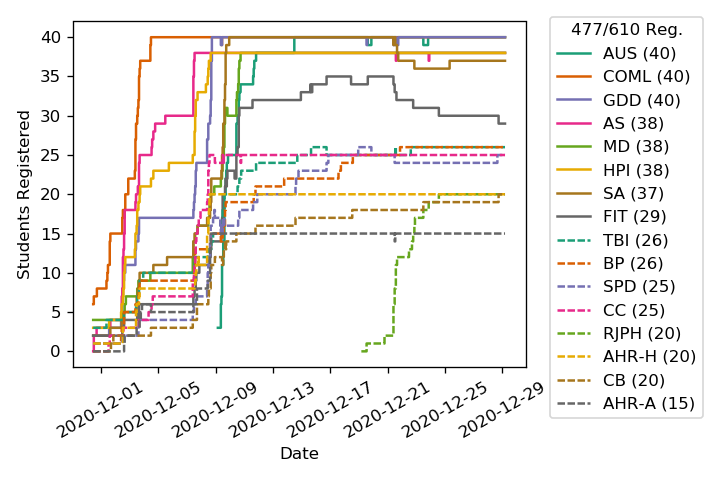 477/610 Reg.
AUS (40)
COML (40)
GDD (40)
AS (38)
MD (38)
HPI (38)
SA (37)
FIT (29)
TBI (26)
BP (26)
SPD (25)
CC (25)
RJPH (20)
AHR-H (20)
CB (20)
AHR-A (15)
Students Registered
40
35
30
25
20
15
10
5
0
2020-12-01
2020-12-05
2020-12-09
2020-12-13
2020-12-17
2020-12-21
2020-12-25
2020-12-29
Date